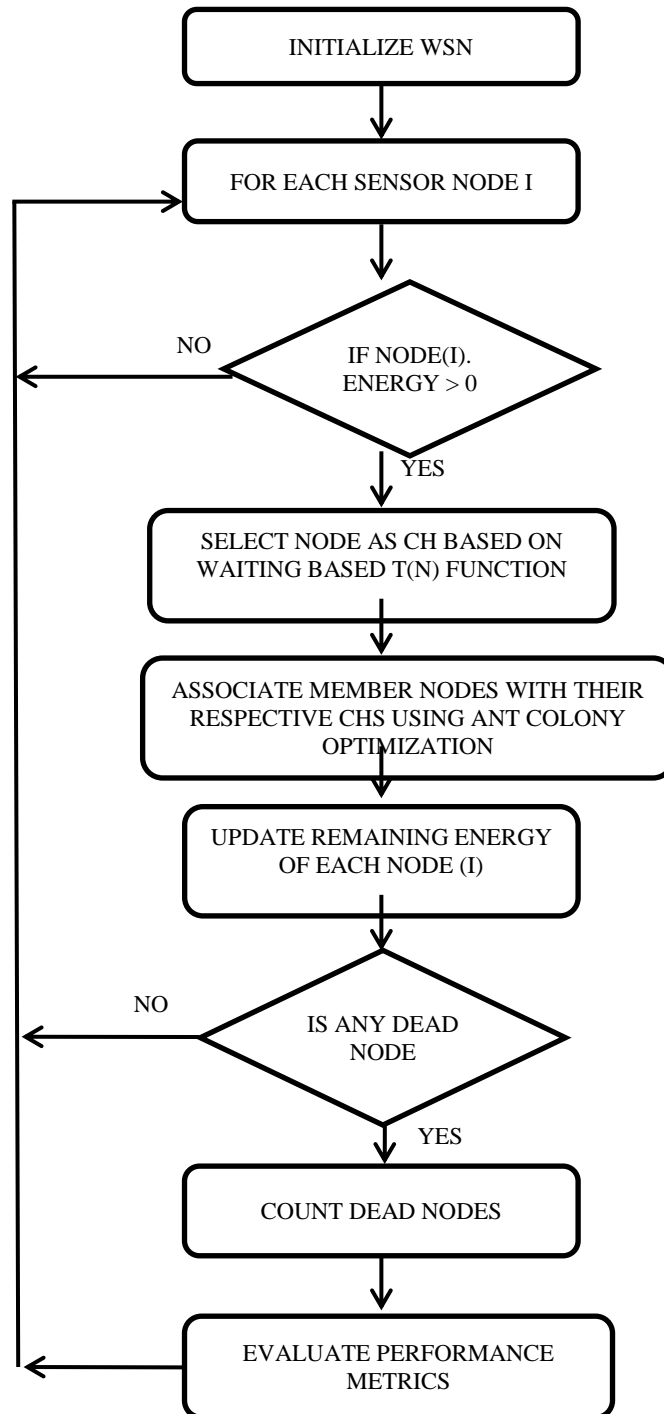 INITIALIZE WSN
FOR EACH SENSOR NODE I
NO
IF NODE(I).
ENERGY > 0
YES
SELECT NODE AS CH BASED ON
WAITING BASED T(N) FUNCTION
ASSOCIATE MEMBER NODES WITH THEIR
RESPECTIVE CHS USING ANT COLONY
OPTIMIZATION
UPDATE REMAINING ENERGY
OF EACH NODE (I)
NO
IS ANY DEAD
NODE
YES
COUNT DEAD NODES
EVALUATE PERFORMANCE
METRICS